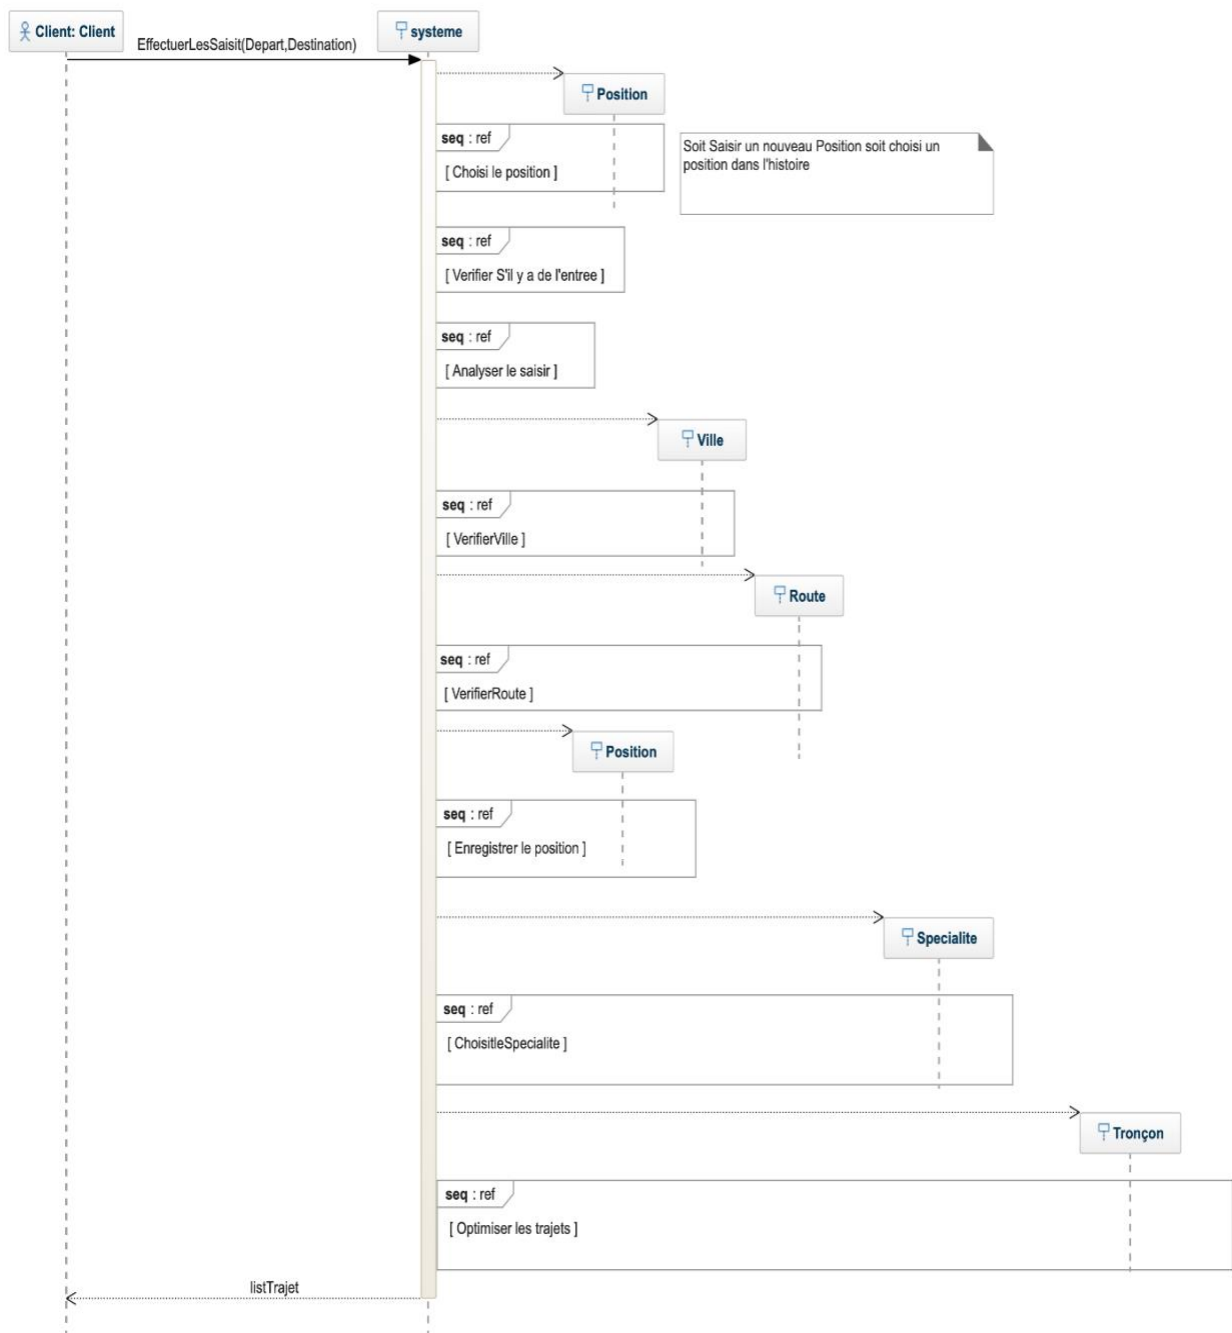 Client: Client
systeme
EffectuerLesSaisit(Depart,Destination)
Position
seq : ref
[ Choisi le position ]
Soit Saisir un nouveau Position soit choisi un
position dans l'histoire
seq : ref
[ Verifier S'il y a de l'entree ]
seq : ref
[ Analyser le saisir ]
Ville
seq : ref
[ VerifierVille ]
Route
seq : ref
[ VerifierRoute ]
Position
seq : ref
[ Enregistrer le position ]
Specialite
seq : ref
[ ChoisitleSpecialite ]
Tronçon
seq : ref
[ Optimiser les trajets ]
listTrajet